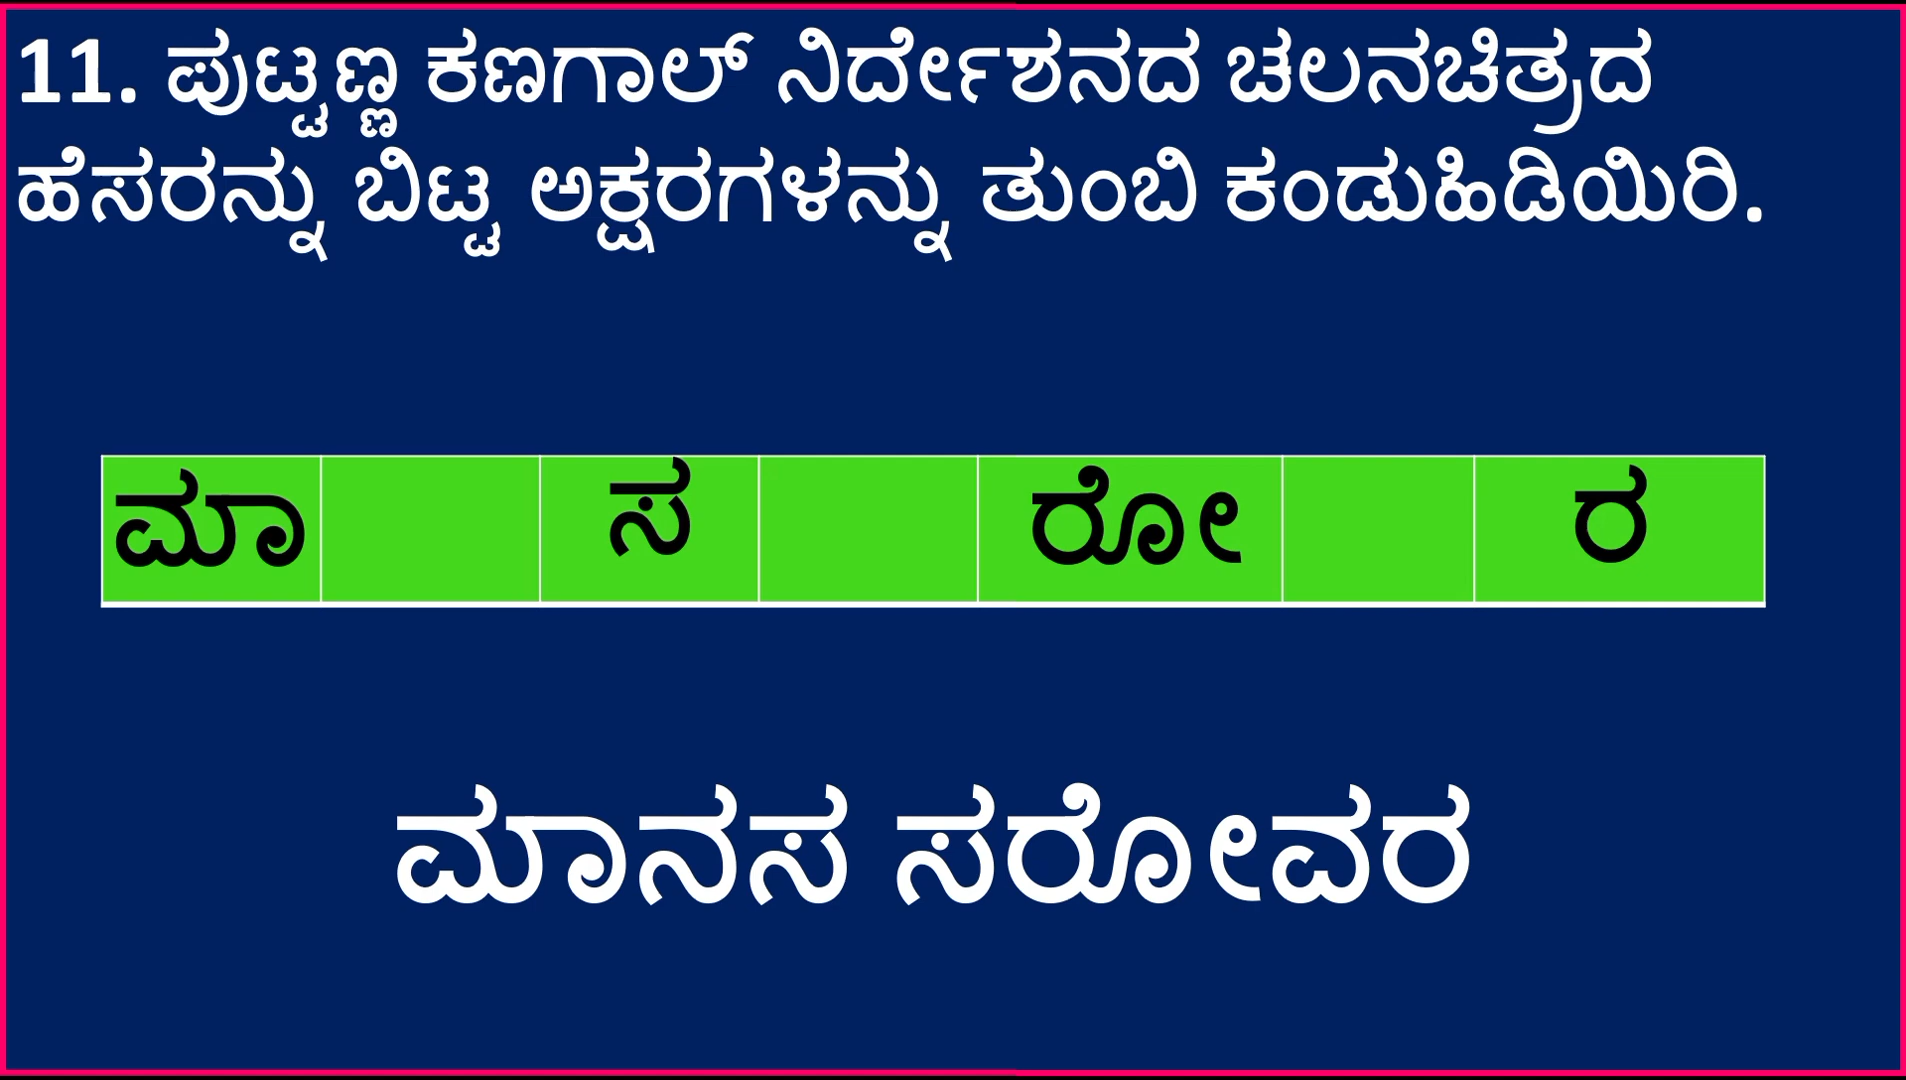 11. ಪುಟ್ಟಣ್ಣ ಕಣಗಾಲ್ ನಿರ್ದೇಶನದ ಚಲನಚಿತ್ರದ
ಹೆಸರನ್ನು ಬಿಟ್ಟ ಅಕ್ಷರಗಳನ್ನು ತುಂಬಿ ಕಂಡುಹಿಡಿಯಿರಿ.
ಮಾ ಸ ರೋ ರ
ಮಾನಸ ಸರೋವರ